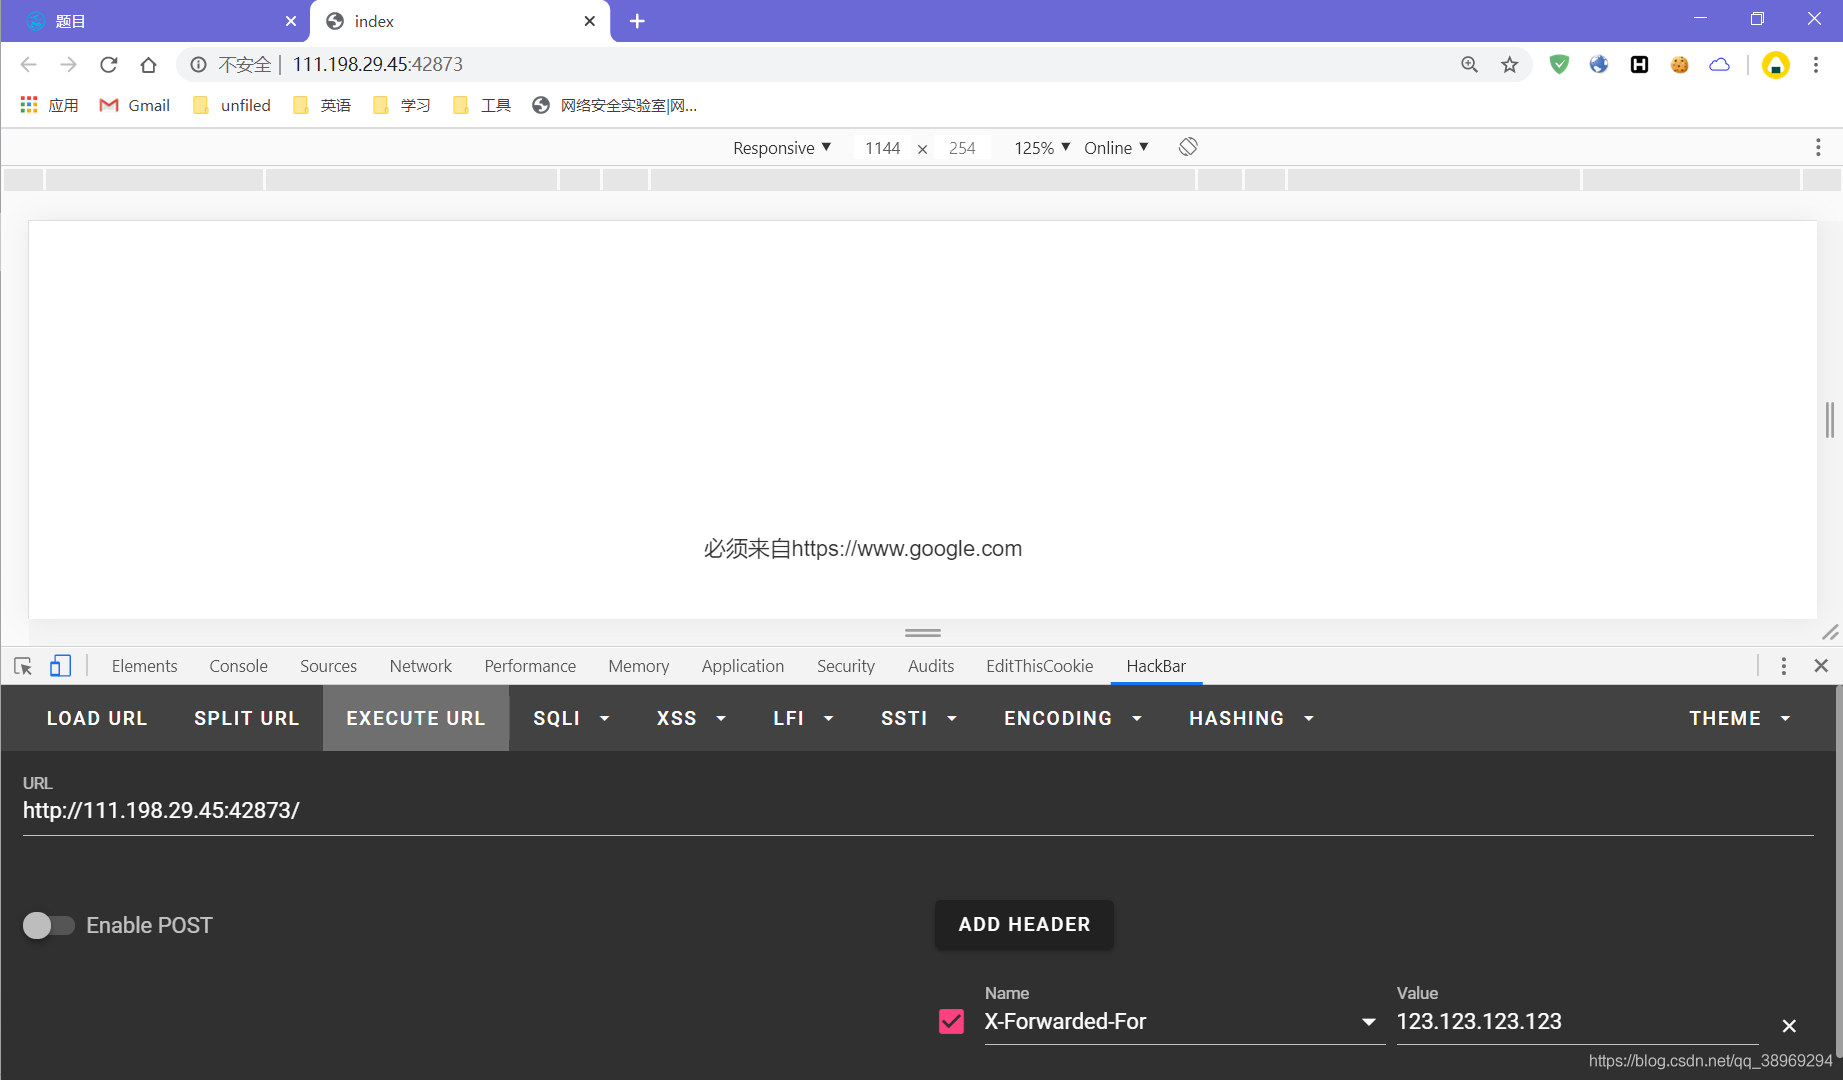 题目
index
不安全 | 111.198.29.45:42873
应用 Gmail unfiled 英语 学习 工具 网络安全实验室|网...
Responsive ▼ 1144 × 254 125% ▼ Online ▼
必须来自https://www.google.com
Elements Console Sources Network Performance Memory Application Security Audits EditThisCookie HackBar
LOAD URL SPLIT URL EXECUTE URL SQLI XSS LFI SSTI ENCODING HASHING THEME
URL
http://111.198.29.45:42873/
Enable POST ADD HEADER
Name Value
X-Forwarded-For 123.123.123.123
https://blog.csdn.net/qq_38969294